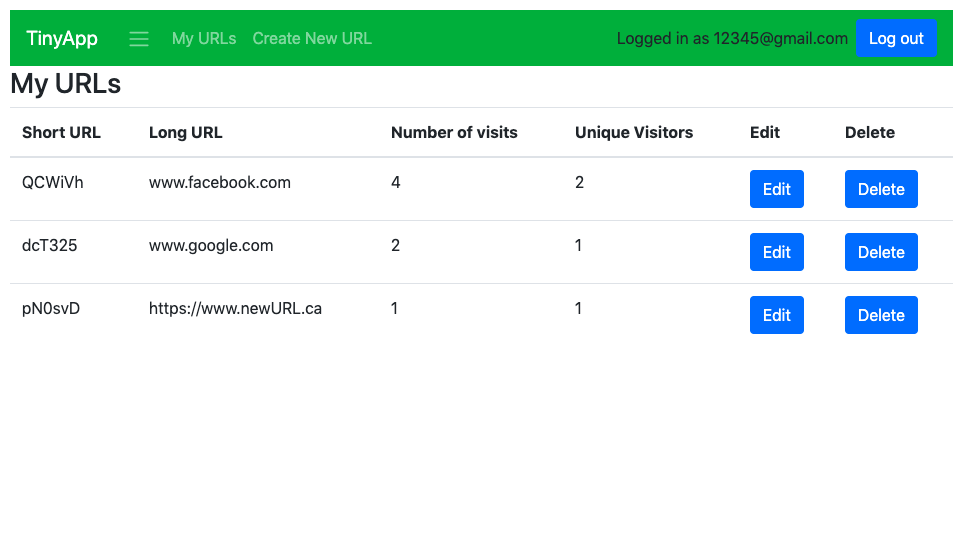 TinyApp My URLs Create New URL Logged in as 12345@gmail.com Log out
My URLs
Short URL Long URL Number of visits Unique Visitors Edit Delete
QCWiVh www.facebook.com 4 2 Edit Delete
dcT325 www.google.com 2 1 Edit Delete
pN0svD https://www.newURL.ca 1 1 Edit Delete